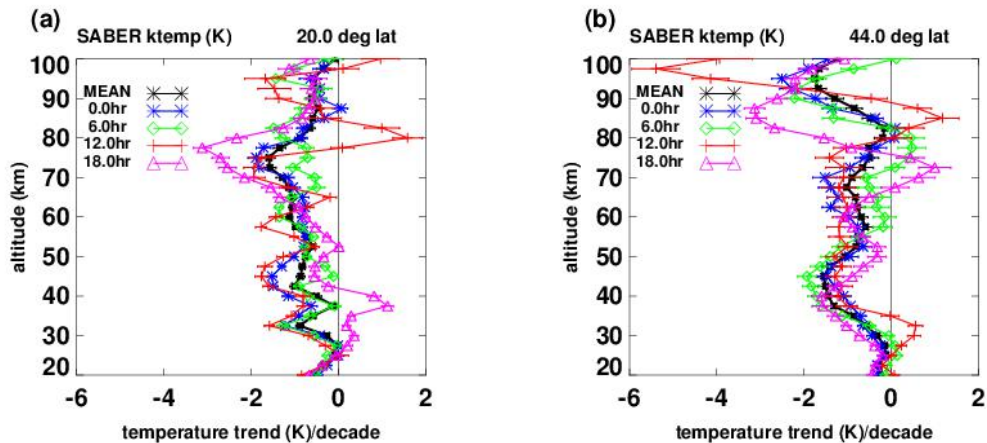 (a)
SABER ktemp (K) 20.0 deg lat
100
90
80
70
60
50
40
30
20
MEAN
0.0hr
6.0hr
12.0hr
18.0hr
altitude (km)
-6 -4 -2 0 2
temperature trend (K)/decade
(b)
SABER ktemp (K) 44.0 deg lat
100
90
80
70
60
50
40
30
20
MEAN
0.0hr
6.0hr
12.0hr
18.0hr
altitude (km)
-6 -4 -2 0 2
temperature trend (K)/decade